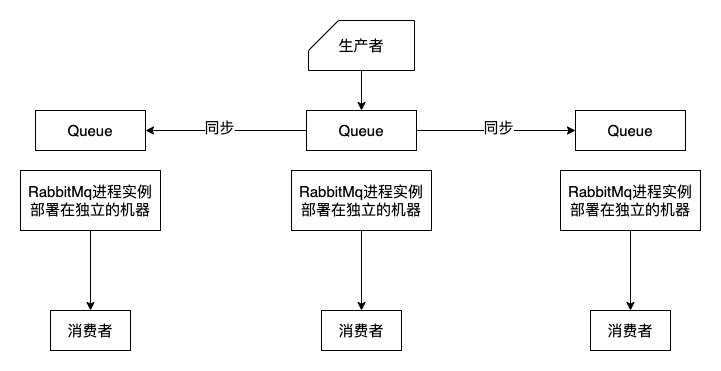 生产者
Queue
同步
Queue
同步
Queue
RabbitMq进程实例
部署在独立的机器
RabbitMq进程实例
部署在独立的机器
RabbitMq进程实例
部署在独立的机器
消费者
消费者
消费者